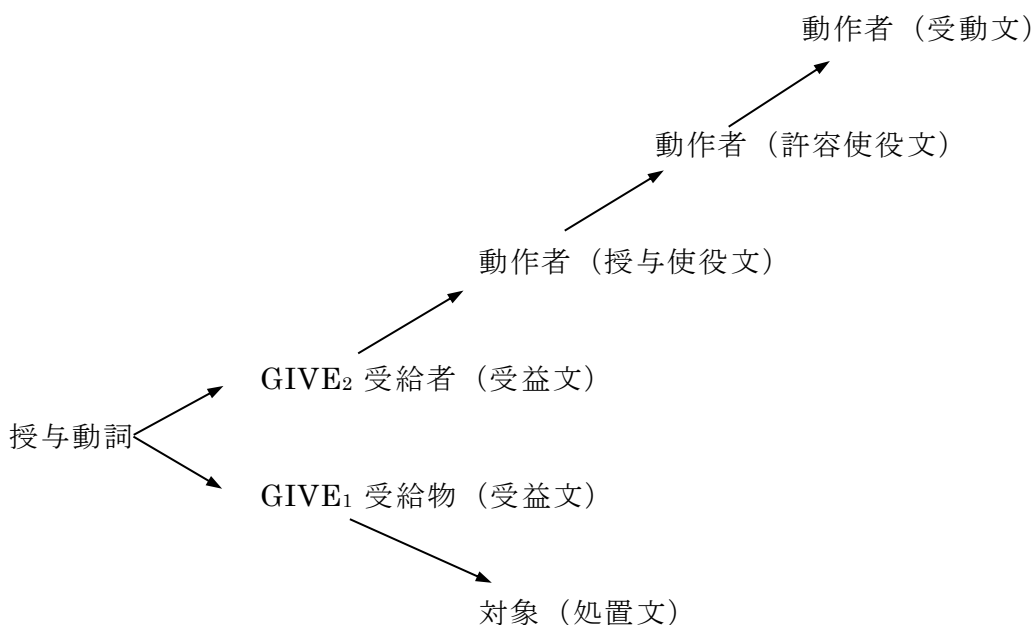 動作者（受動文）
動作者（許容使役文）
動作者（授与使役文）
GIVE₂ 受給者（受益文）
授与動詞
GIVE₁ 受給物（受益文）
対象（処置文）